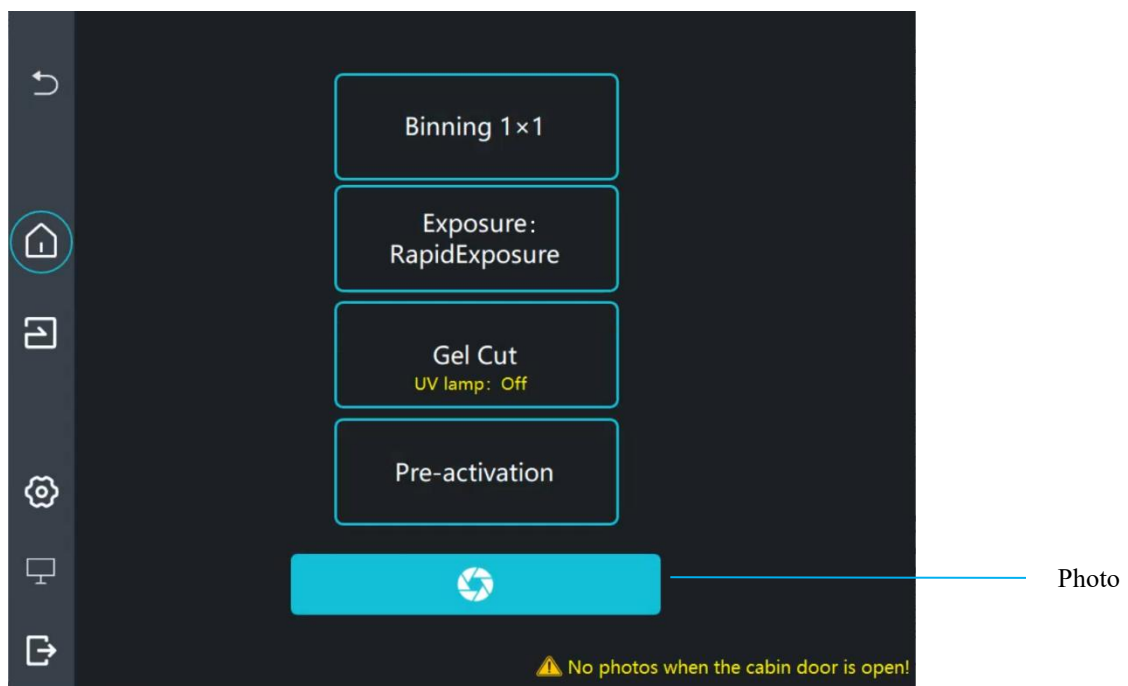 Binning 1×1
Exposure:
RapidExposure
Gel Cut
UV lamp: Off
Pre-activation
Photo
No photos when the cabin door is open!